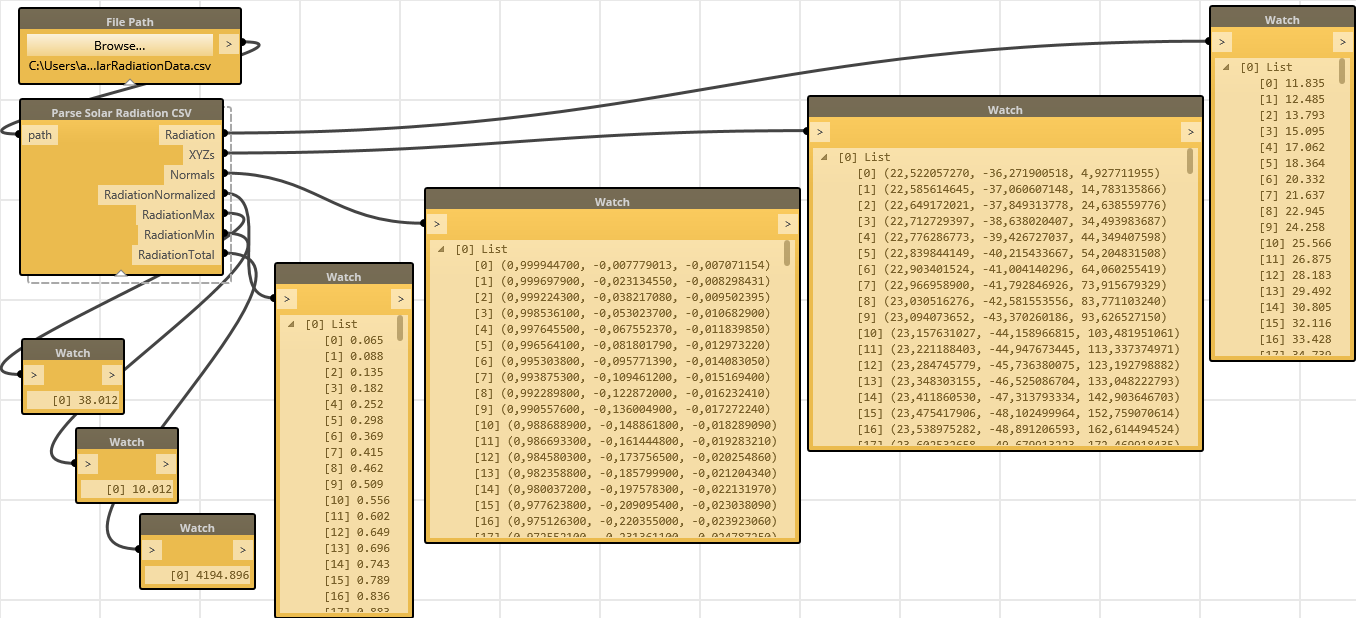 File Path
Browse...
>
C:\Users\a...larRadiationData.csv
Parse Solar Radiation CSV
path
Radiation
XYZs
Normals
RadiationNormalized
RadiationMax
RadiationMin
RadiationTotal
Watch
> >
[0] 38.012
Watch
> >
[0] 10.012
Watch
> >
[0] 4194.896
Watch
> >
[0] List
[0] 0.065
[1] 0.088
[2] 0.135
[3] 0.182
[4] 0.252
[5] 0.298
[6] 0.369
[7] 0.415
[8] 0.462
[9] 0.509
[10] 0.556
[11] 0.602
[12] 0.649
[13] 0.696
[14] 0.743
[15] 0.789
[16] 0.836
[17] 0.883
Watch
> >
[0] List
[0] (0,999944700, -0,007779013, -0,007071154)
[1] (0,999697900, -0,023134550, -0,008298431)
[2] (0,999224300, -0,038217080, -0,009502395)
[3] (0,998536100, -0,053023700, -0,010682900)
[4] (0,997645500, -0,067552370, -0,011839850)
[5] (0,996564100, -0,081801790, -0,012973220)
[6] (0,995303800, -0,095771390, -0,014083050)
[7] (0,993875300, -0,109461200, -0,015169400)
[8] (0,992289800, -0,122872000, -0,016232410)
[9] (0,990557600, -0,136004900, -0,017272240)
[10] (0,988688900, -0,148861800, -0,018289090)
[11] (0,986693300, -0,161444800, -0,019283210)
[12] (0,984580300, -0,173756500, -0,020254860)
[13] (0,982358800, -0,185799900, -0,021204340)
[14] (0,980037200, -0,197578300, -0,022131970)
[15] (0,977623800, -0,209095400, -0,023038090)
[16] (0,975126300, -0,220355000, -0,023923060)
[17] (0,972552100, -0,231361100, -0,024787250)
Watch
> >
[0] List
[0] (22,522057270, -36,271900518, 4,927711955)
[1] (22,585614645, -37,060607148, 14,783135866)
[2] (22,649172021, -37,849313778, 24,638559776)
[3] (22,712729397, -38,638020407, 34,493983687)
[4] (22,776286773, -39,426727037, 44,349407598)
[5] (22,839844149, -40,215433667, 54,204831508)
[6] (22,903401524, -41,004140296, 64,060255419)
[7] (22,966958900, -41,792846926, 73,915679329)
[8] (23,030516276, -42,581553556, 83,771103240)
[9] (23,094073652, -43,370260186, 93,626527150)
[10] (23,157631027, -44,158966815, 103,481951061)
[11] (23,221188403, -44,947673445, 113,337374971)
[12] (23,284745779, -45,736380075, 123,192798882)
[13] (23,348303155, -46,525086704, 133,048222793)
[14] (23,411860530, -47,313793334, 142,903646703)
[15] (23,475417906, -48,102499964, 152,759070614)
[16] (23,538975282, -48,891206593, 162,614494524)
[17] (23,602532658, -49,679913223, 172,469918435)
Watch
> >
[0] List
[0] 11.835
[1] 12.485
[2] 13.793
[3] 15.095
[4] 17.062
[5] 18.364
[6] 20.332
[7] 21.637
[8] 22.945
[9] 24.258
[10] 25.566
[11] 26.875
[12] 28.183
[13] 29.492
[14] 30.805
[15] 32.116
[16] 33.428
[17] 34.739